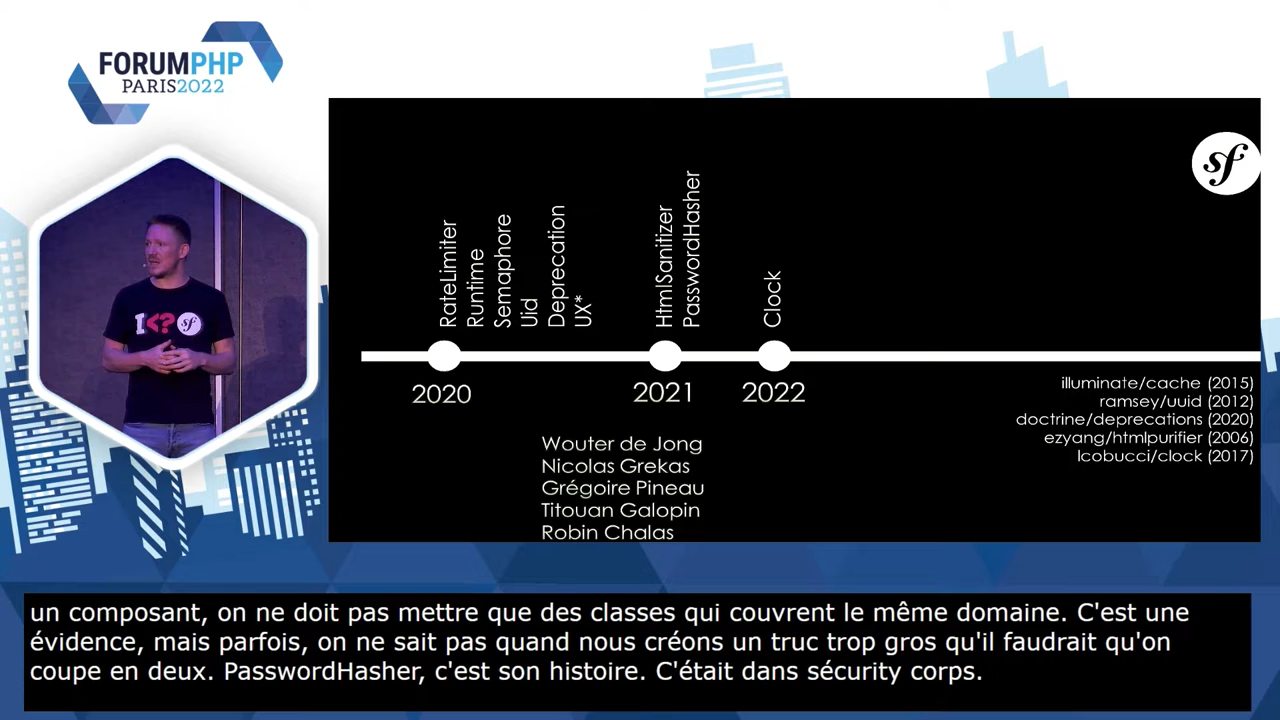 FORUMPHP
PARIS2022
sf
I <? sf
RateLimiter
Runtime
Semaphore
Uid
Deprecation
UX*
HtmlSanitizer
PasswordHasher
Clock
2020
2021
2022
illuminate/cache (2015)
ramsey/uuid (2012)
doctrine/deprecations (2020)
ezyang/htmlpurifier (2006)
lcobucci/clock (2017)
Wouter de Jong
Nicolas Grekas
Grégoire Pineau
Titouan Galopin
Robin Chalas
un composant, on ne doit pas mettre que des classes qui couvrent le même domaine. C'est une
évidence, mais parfois, on ne sait pas quand nous créons un truc trop gros qu'il faudrait qu'on
coupe en deux. PasswordHasher, c'est son histoire. C'était dans sécurity corps.